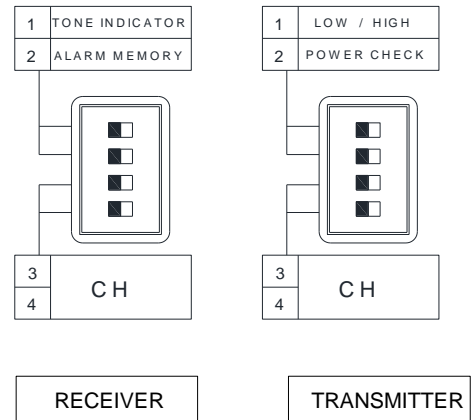 1 TONE INDICATOR
2 ALARM MEMORY
3
4
CH
RECEIVER
1 LOW / HIGH
2 POWER CHECK
3
4
CH
TRANSMITTER